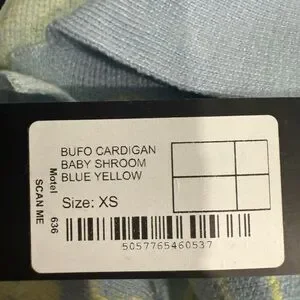 BUFO CARDIGAN
BABY SHROOM
BLUE YELLOW
Size: XS
Motel 636
SCAN ME
5057765460537